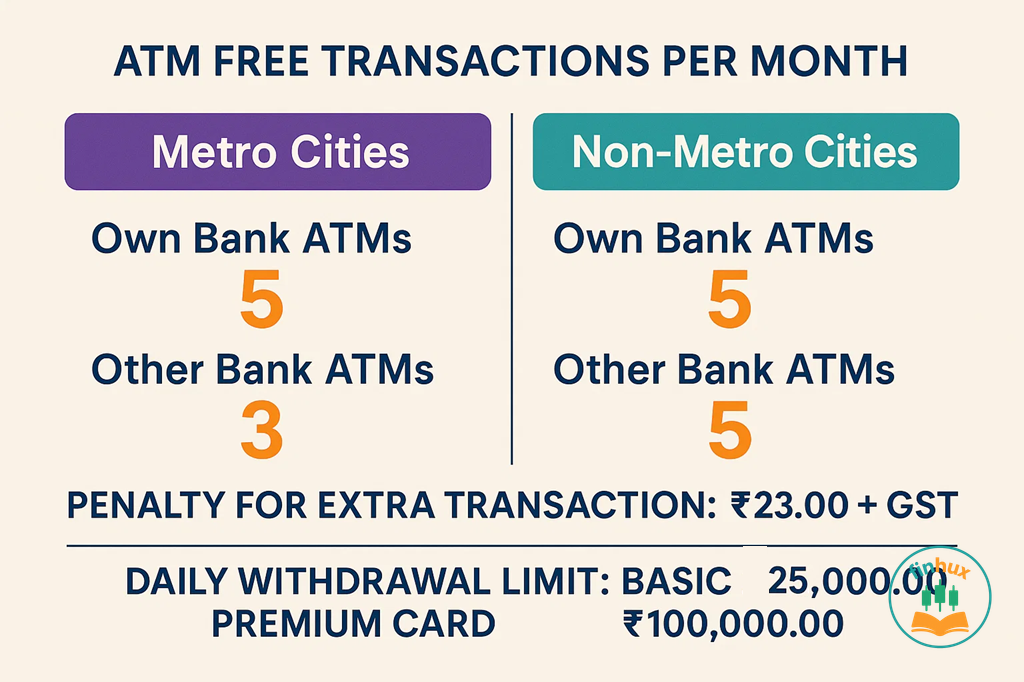 ATM FREE TRANSACTIONS PER MONTH
Metro Cities
Own Bank ATMs
5
Other Bank ATMs
3
Non-Metro Cities
Own Bank ATMs
5
Other Bank ATMs
5
PENALTY FOR EXTRA TRANSACTION: ₹23.00 + GST
DAILY WITHDRAWAL LIMIT: BASIC 25,000.00
PREMIUM CARD ₹100,000.00
finhux